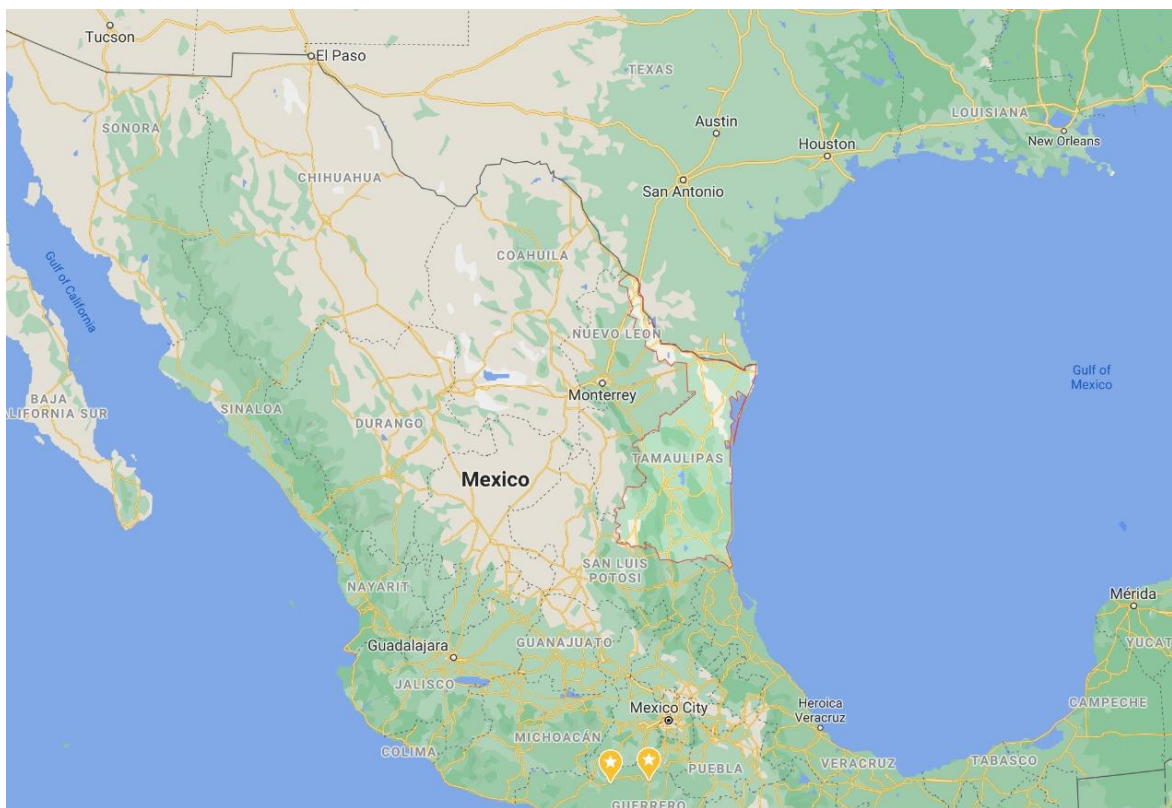 Tucson
El Paso
TEXAS
SONORA
Austin
LOUISIANA
Houston
New Orleans
CHIHUAHUA
San Antonio
COAHUILA
Gulf of California
NUEVO LEON
Gulf of
Mexico
Monterrey
BAJA
ALIFORNIA SUR
SINALOA
DURANGO
TAMAULIPAS
Mexico
SAN LUIS
POTOSI
NAYARIT
Mérida
Guadalajara
GUANAJUATO
YUCAT
JALISCO
Mexico City
Heroica
Veracruz
CAMPECHE
MICHOACÁN
COLIMA
PUEBLA
VERACRUZ
TABASCO
GUERRERO